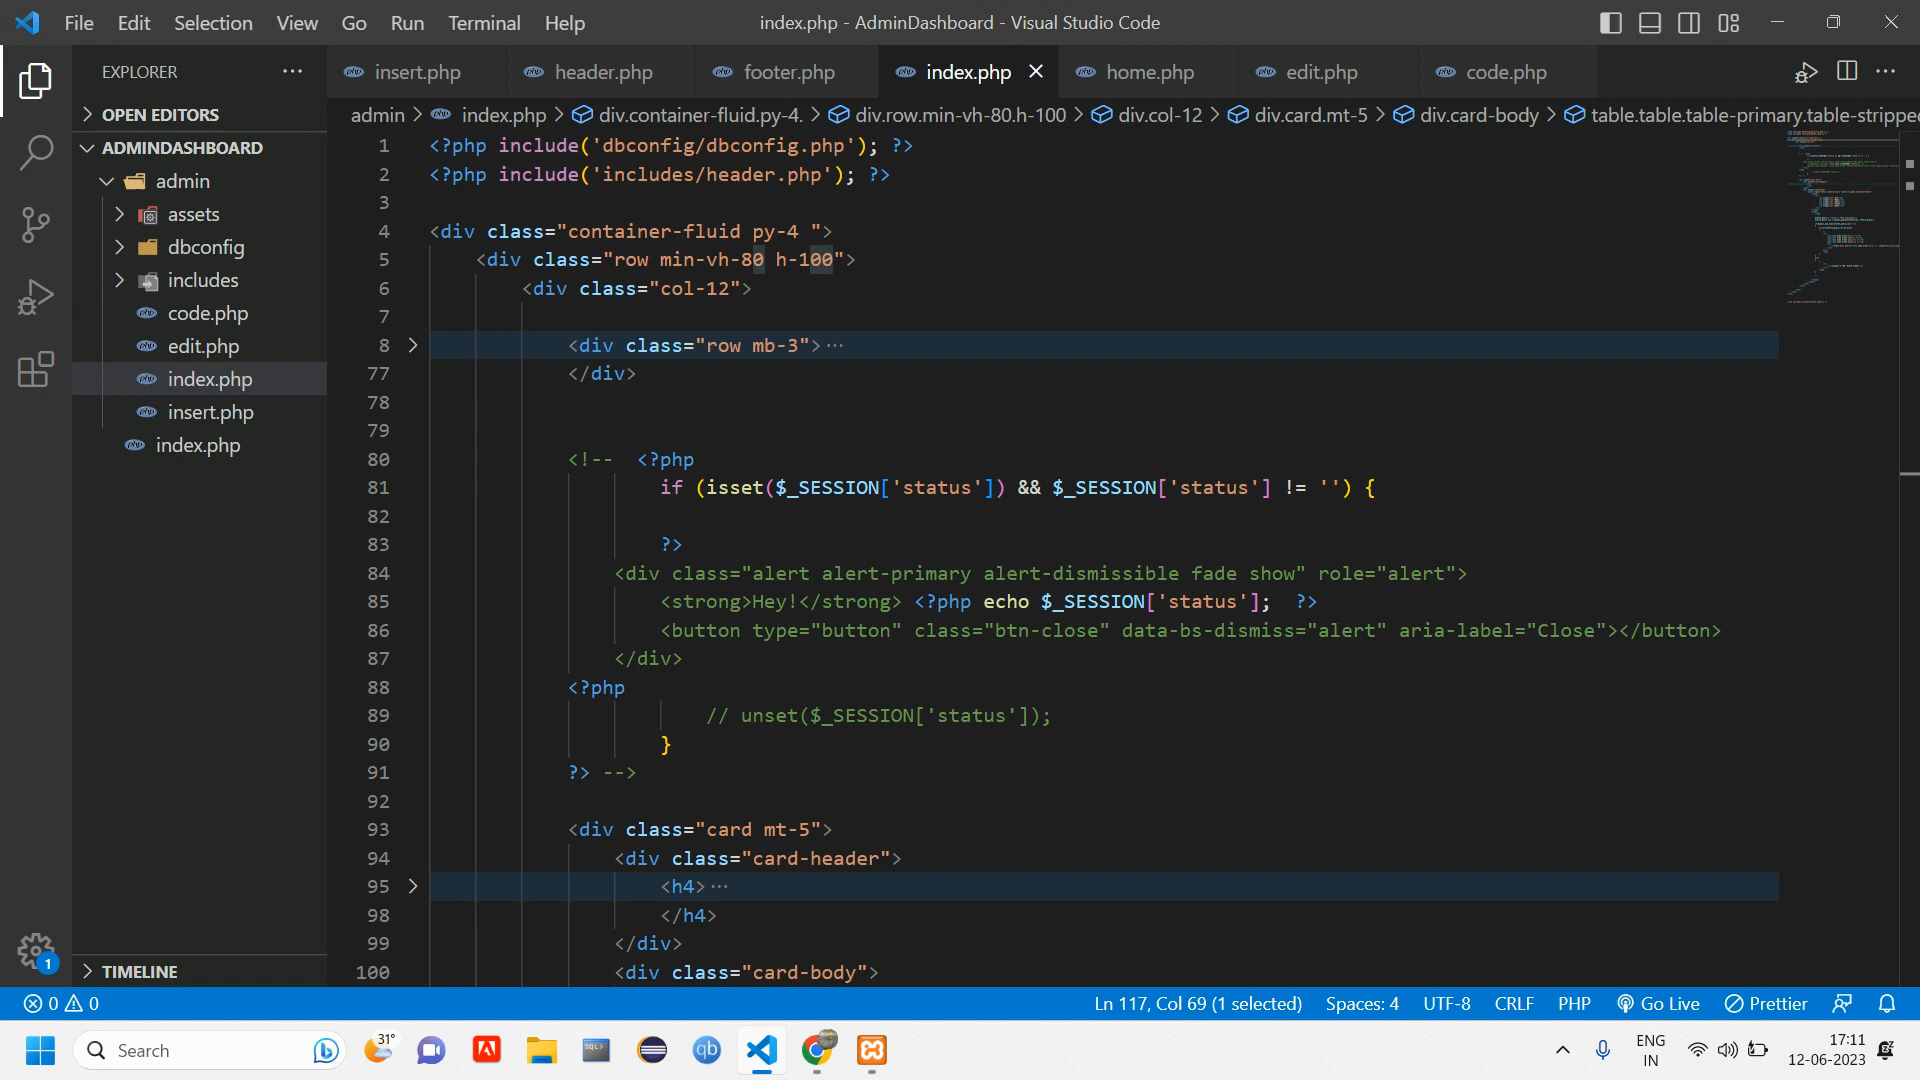 File Edit Selection View Go Run Terminal Help
index.php - AdminDashboard - Visual Studio Code
EXPLORER
insert.php header.php footer.php index.php home.php edit.php code.php
admin > index.php > div.container-fluid.py-4. > div.row.min-vh-80.h-100 > div.col-12 > div.card.mt-5 > div.card-body > table.table.table-primary.table-strippe
OPEN EDITORS
ADMINDASHBOARD
admin
assets
dbconfig
includes
code.php
edit.php
index.php
insert.php
index.php
TIMELINE
1 <?php include('dbconfig/dbconfig.php'); ?>
2 <?php include('includes/header.php'); ?>
3
4 <div class="container-fluid py-4 ">
5 <div class="row min-vh-80 h-100">
6 <div class="col-12">
7
8 <div class="row mb-3">…
77 </div>
78
79
80 <!-- <?php
81 if (isset($_SESSION['status']) && $_SESSION['status'] != '') {
82
83 ?>
84 <div class="alert alert-primary alert-dismissible fade show" role="alert">
85 <strong>Hey!</strong> <?php echo $_SESSION['status']; ?>
86 <button type="button" class="btn-close" data-bs-dismiss="alert" aria-label="Close"></button>
87 </div>
88 <?php
89 // unset($_SESSION['status']);
90 }
91 ?> -->
92
93 <div class="card mt-5">
94 <div class="card-header">
95 <h4>…
98 </h4>
99 </div>
100 <div class="card-body">
1
0 0 Ln 117, Col 69 (1 selected) Spaces: 4 UTF-8 CRLF PHP Go Live Prettier
Search 31° SQL> qb ENG IN 17:11
12-06-2023